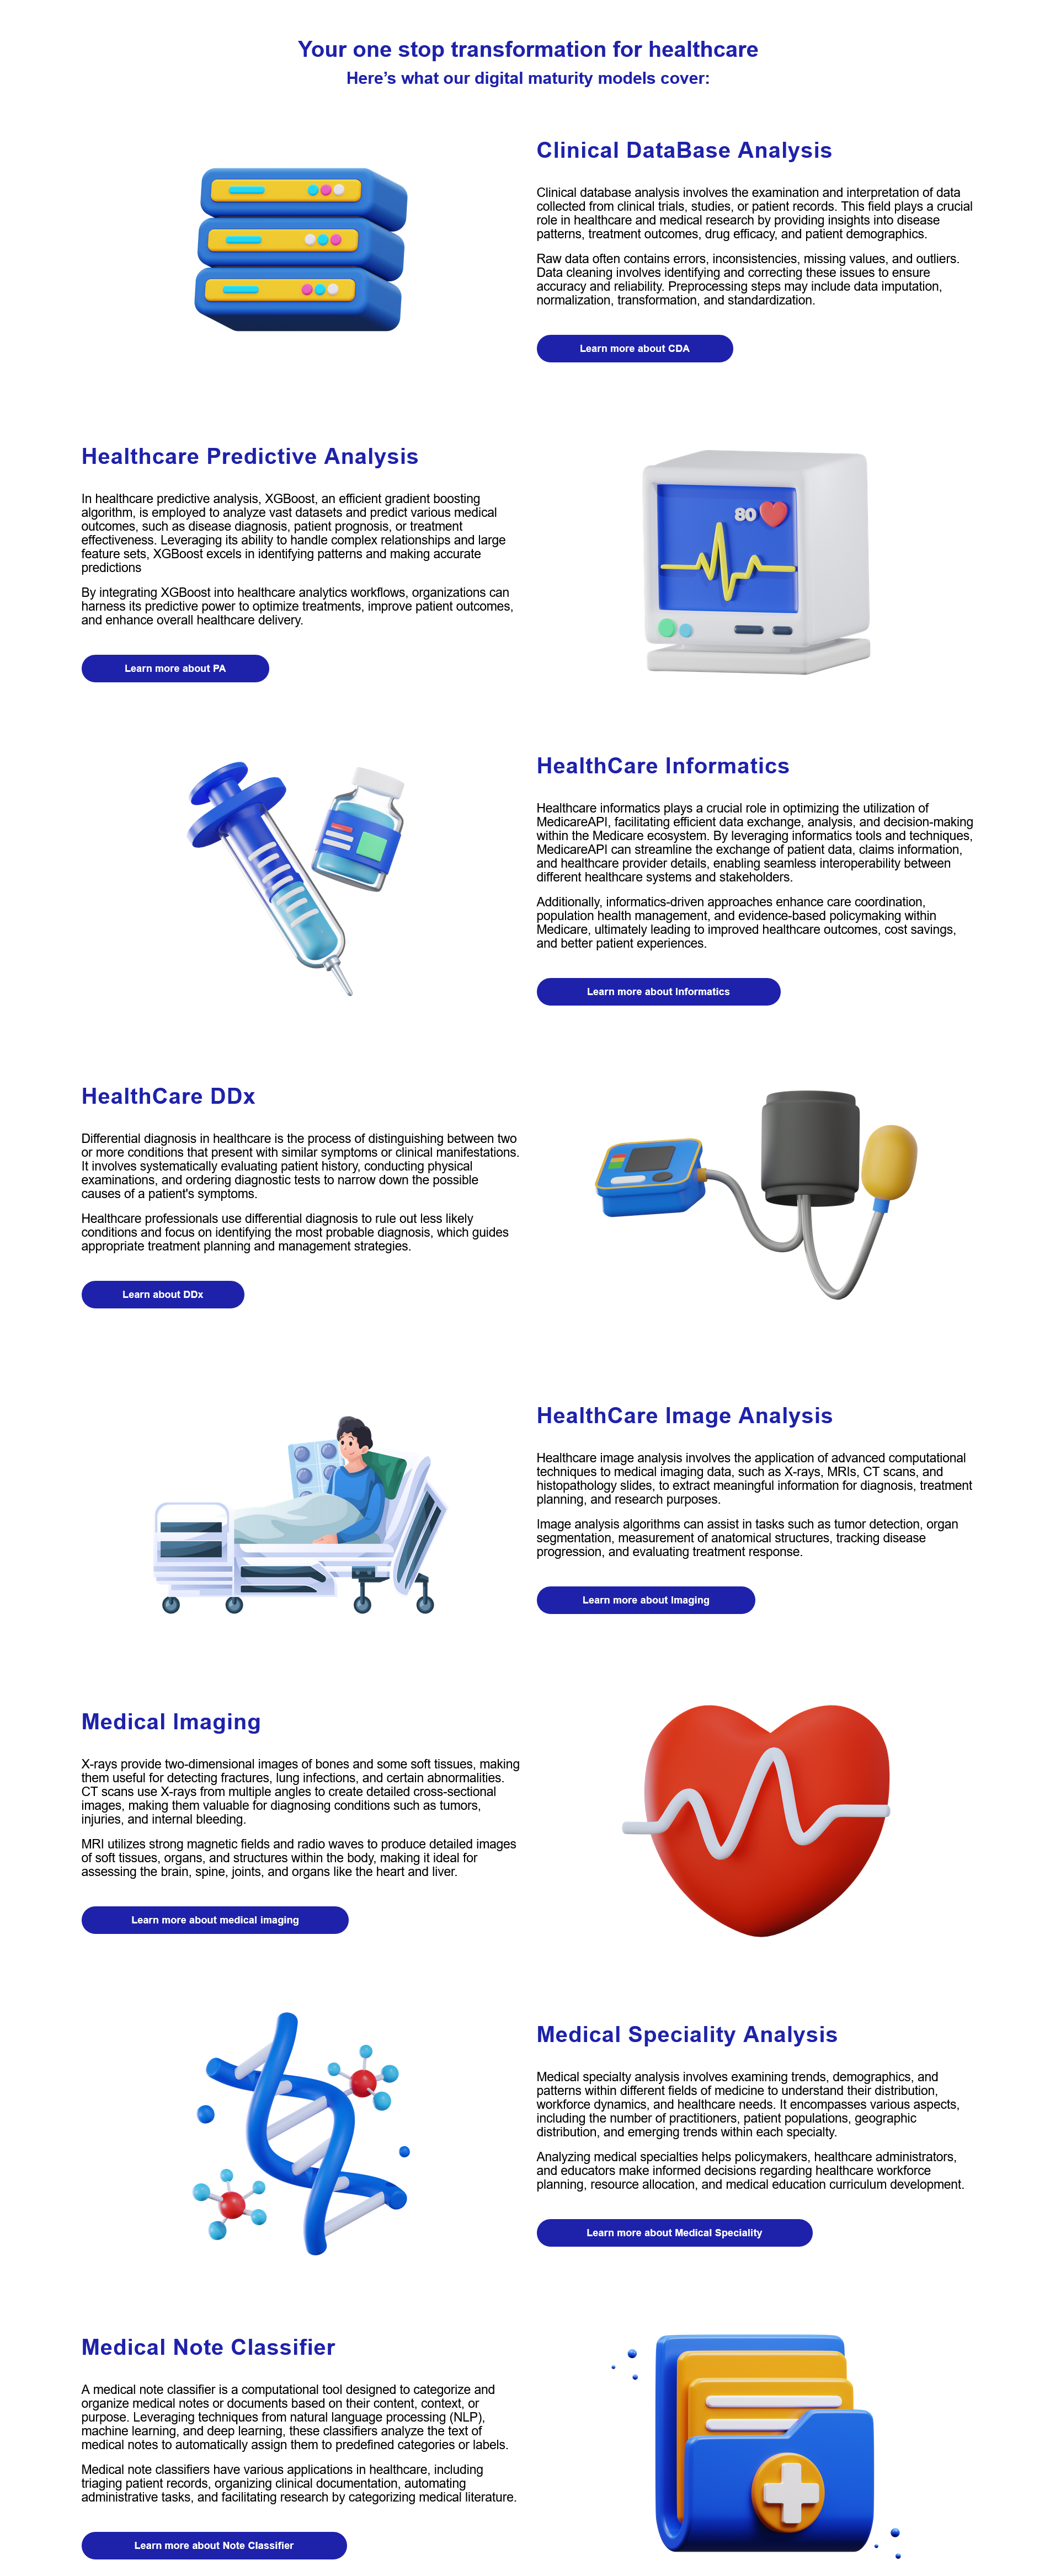 Your one stop transformation for healthcare
Here’s what our digital maturity models cover:
Clinical DataBase Analysis
Clinical database analysis involves the examination and interpretation of data
collected from clinical trials, studies, or patient records. This field plays a crucial
role in healthcare and medical research by providing insights into disease
patterns, treatment outcomes, drug efficacy, and patient demographics.
Raw data often contains errors, inconsistencies, missing values, and outliers.
Data cleaning involves identifying and correcting these issues to ensure
accuracy and reliability. Preprocessing steps may include data imputation,
normalization, transformation, and standardization.
Learn more about CDA
Healthcare Predictive Analysis
In healthcare predictive analysis, XGBoost, an efficient gradient boosting
algorithm, is employed to analyze vast datasets and predict various medical
outcomes, such as disease diagnosis, patient prognosis, or treatment
effectiveness. Leveraging its ability to handle complex relationships and large
feature sets, XGBoost excels in identifying patterns and making accurate
predictions
By integrating XGBoost into healthcare analytics workflows, organizations can
harness its predictive power to optimize treatments, improve patient outcomes,
and enhance overall healthcare delivery.
Learn more about PA
80
HealthCare Informatics
Healthcare informatics plays a crucial role in optimizing the utilization of
MedicareAPI, facilitating efficient data exchange, analysis, and decision-making
within the Medicare ecosystem. By leveraging informatics tools and techniques,
MedicareAPI can streamline the exchange of patient data, claims information,
and healthcare provider details, enabling seamless interoperability between
different healthcare systems and stakeholders.
Additionally, informatics-driven approaches enhance care coordination,
population health management, and evidence-based policymaking within
Medicare, ultimately leading to improved healthcare outcomes, cost savings,
and better patient experiences.
Learn more about Informatics
HealthCare DDx
Differential diagnosis in healthcare is the process of distinguishing between two
or more conditions that present with similar symptoms or clinical manifestations.
It involves systematically evaluating patient history, conducting physical
examinations, and ordering diagnostic tests to narrow down the possible
causes of a patient's symptoms.
Healthcare professionals use differential diagnosis to rule out less likely
conditions and focus on identifying the most probable diagnosis, which guides
appropriate treatment planning and management strategies.
Learn about DDx
HealthCare Image Analysis
Healthcare image analysis involves the application of advanced computational
techniques to medical imaging data, such as X-rays, MRIs, CT scans, and
histopathology slides, to extract meaningful information for diagnosis, treatment
planning, and research purposes.
Image analysis algorithms can assist in tasks such as tumor detection, organ
segmentation, measurement of anatomical structures, tracking disease
progression, and evaluating treatment response.
Learn more about Imaging
Medical Imaging
X-rays provide two-dimensional images of bones and some soft tissues, making
them useful for detecting fractures, lung infections, and certain abnormalities.
CT scans use X-rays from multiple angles to create detailed cross-sectional
images, making them valuable for diagnosing conditions such as tumors,
injuries, and internal bleeding.
MRI utilizes strong magnetic fields and radio waves to produce detailed images
of soft tissues, organs, and structures within the body, making it ideal for
assessing the brain, spine, joints, and organs like the heart and liver.
Learn more about medical imaging
Medical Speciality Analysis
Medical specialty analysis involves examining trends, demographics, and
patterns within different fields of medicine to understand their distribution,
workforce dynamics, and healthcare needs. It encompasses various aspects,
including the number of practitioners, patient populations, geographic
distribution, and emerging trends within each specialty.
Analyzing medical specialties helps policymakers, healthcare administrators,
and educators make informed decisions regarding healthcare workforce
planning, resource allocation, and medical education curriculum development.
Learn more about Medical Speciality
Medical Note Classifier
A medical note classifier is a computational tool designed to categorize and
organize medical notes or documents based on their content, context, or
purpose. Leveraging techniques from natural language processing (NLP),
machine learning, and deep learning, these classifiers analyze the text of
medical notes to automatically assign them to predefined categories or labels.
Medical note classifiers have various applications in healthcare, including
triaging patient records, organizing clinical documentation, automating
administrative tasks, and facilitating research by categorizing medical literature.
Learn more about Note Classifier